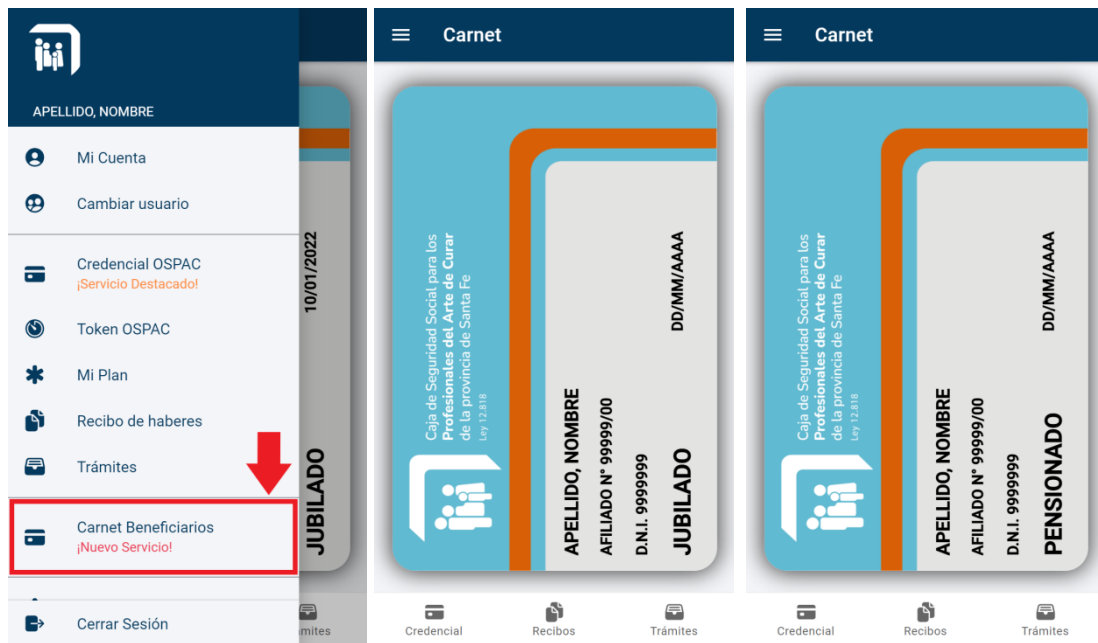 APELLIDO, NOMBRE
Mi Cuenta
Cambiar usuario
Credencial OSPAC
¡Servicio Destacado!
Token OSPAC
Mi Plan
Recibo de haberes
Trámites
Carnet Beneficiarios
¡Nuevo Servicio!
Cerrar Sesión
10/01/2022
JUBILADO
ámites
Carnet
Caja de Seguridad Social para los
Profesionales del Arte de Curar
de la provincia de Santa Fe
Ley 12.818
APELLIDO, NOMBRE
AFILIADO N° 99999/00
D.N.I. 9999999
JUBILADO
DD/MM/AAAA
Credencial
Recibos
Trámites
Carnet
Caja de Seguridad Social para los
Profesionales del Arte de Curar
de la provincia de Santa Fe
Ley 12.818
APELLIDO, NOMBRE
AFILIADO N° 99999/00
D.N.I. 9999999
PENSIONADO
DD/MM/AAAA
Credencial
Recibos
Trámites